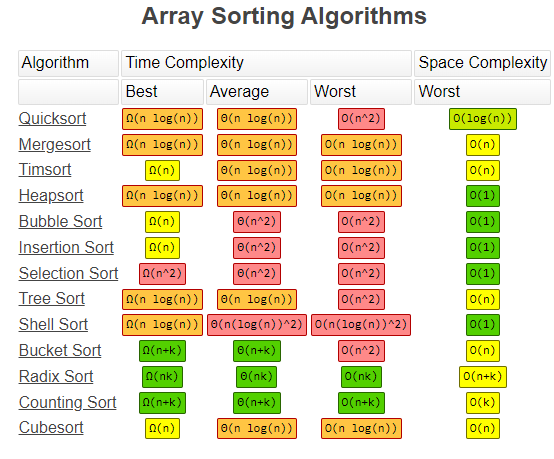 Array Sorting Algorithms
Algorithm Time Complexity Space Complexity
Best Average Worst Worst
Quicksort Ω(n log(n)) Θ(n log(n)) O(n^2) O(log(n))
Mergesort Ω(n log(n)) Θ(n log(n)) O(n log(n)) O(n)
Timsort Ω(n) Θ(n log(n)) O(n log(n)) O(n)
Heapsort Ω(n log(n)) Θ(n log(n)) O(n log(n)) O(1)
Bubble Sort Ω(n) Θ(n^2) O(n^2) O(1)
Insertion Sort Ω(n) Θ(n^2) O(n^2) O(1)
Selection Sort Ω(n^2) Θ(n^2) O(n^2) O(1)
Tree Sort Ω(n log(n)) Θ(n log(n)) O(n^2) O(n)
Shell Sort Ω(n log(n)) Θ(n(log(n))^2) O(n(log(n))^2) O(1)
Bucket Sort Ω(n+k) Θ(n+k) O(n^2) O(n)
Radix Sort Ω(nk) Θ(nk) O(nk) O(n+k)
Counting Sort Ω(n+k) Θ(n+k) O(n+k) O(k)
Cubesort Ω(n) Θ(n log(n)) O(n log(n)) O(n)